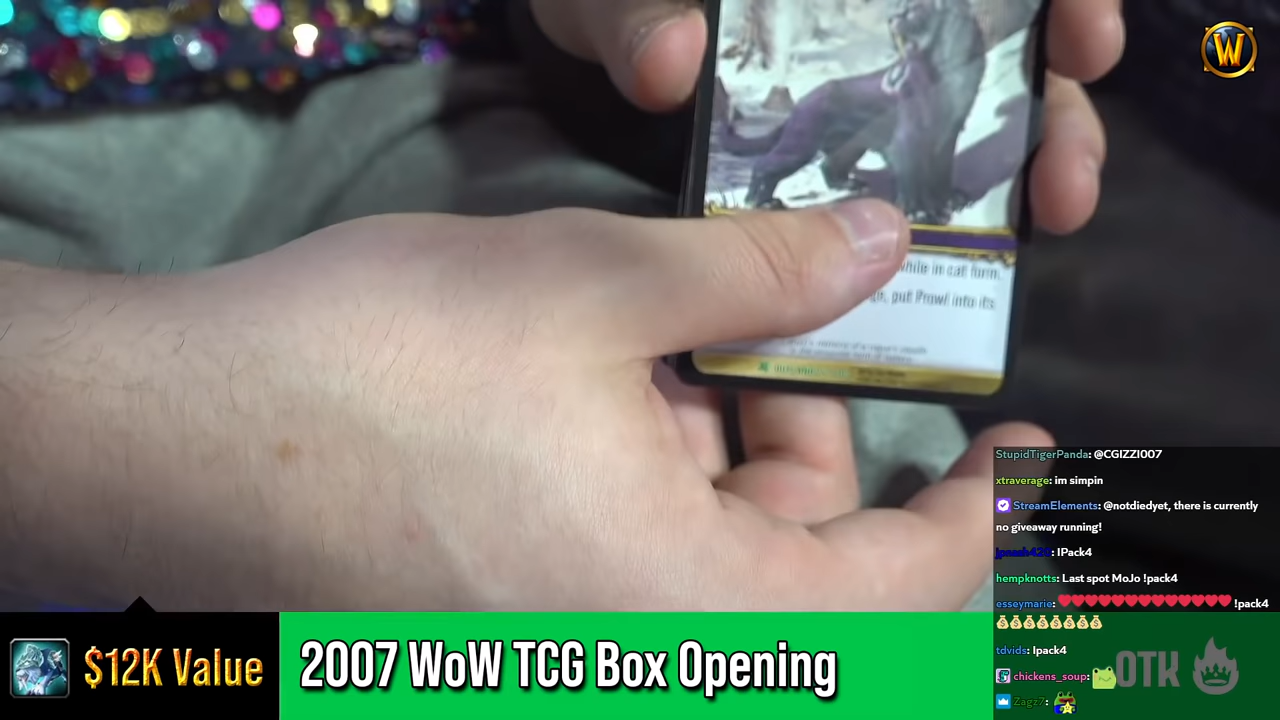 W
while in cat form.
put Prowl into its
StupidTigerPanda: @CGIZZI007
xtraverage: im simpin
StreamElements: @notdiedyet, there is currently
no giveaway running!
jpnash420: !Pack4
hempknotts: Last spot MoJo !pack4
esseymarie: !pack4
tdvids: !pack4
chickens_soup:
Zagz7:
OTK
$12K Value
2007 WoW TCG Box Opening